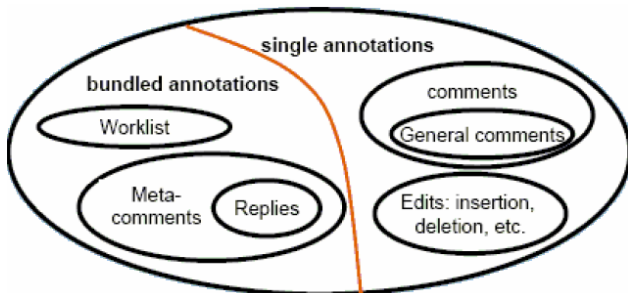 single annotations
bundled annotations
Worklist
Meta-
comments
Replies
comments
General comments
Edits: insertion,
deletion, etc.